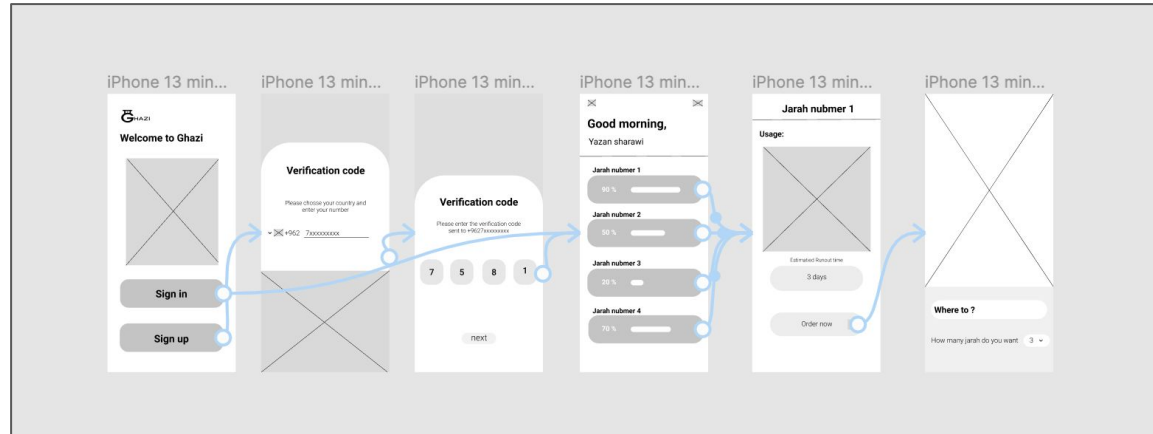 iPhone 13 min...
GHAZI
Welcome to Ghazi
Sign in
Sign up
iPhone 13 min...
Verification code
Please choose your country and
enter your number
+962 7xxxxxxxxx
iPhone 13 min...
Verification code
Please enter the verification code
sent to +9627xxxxxxxxx
7 5 8 1
next
iPhone 13 min...
Good morning,
Yazan sharawi
Jarah nubmer 1
90 %
Jarah nubmer 2
50 %
Jarah nubmer 3
30 %
Jarah nubmer 4
70 %
iPhone 13 min...
Jarah nubmer 1
Usage:
Estimated Runout time
3 days
Order now
iPhone 13 min...
Where to ?
How many jarah do you want 3